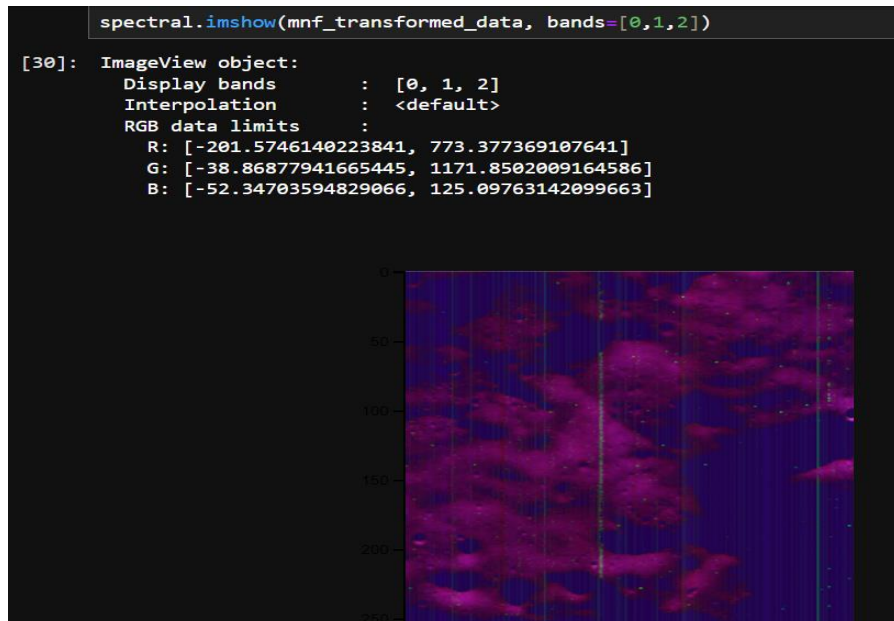 spectral.imshow(mnf_transformed_data, bands=[0,1,2])
[30]: ImageView object:
Display bands : [0, 1, 2]
Interpolation : <default>
RGB data limits :
R: [-201.5746140223841, 773.377369107641]
G: [-38.86877941665445, 1171.8502009164586]
B: [-52.34703594829066, 125.09763142099663]
0
50
100
150
200
250